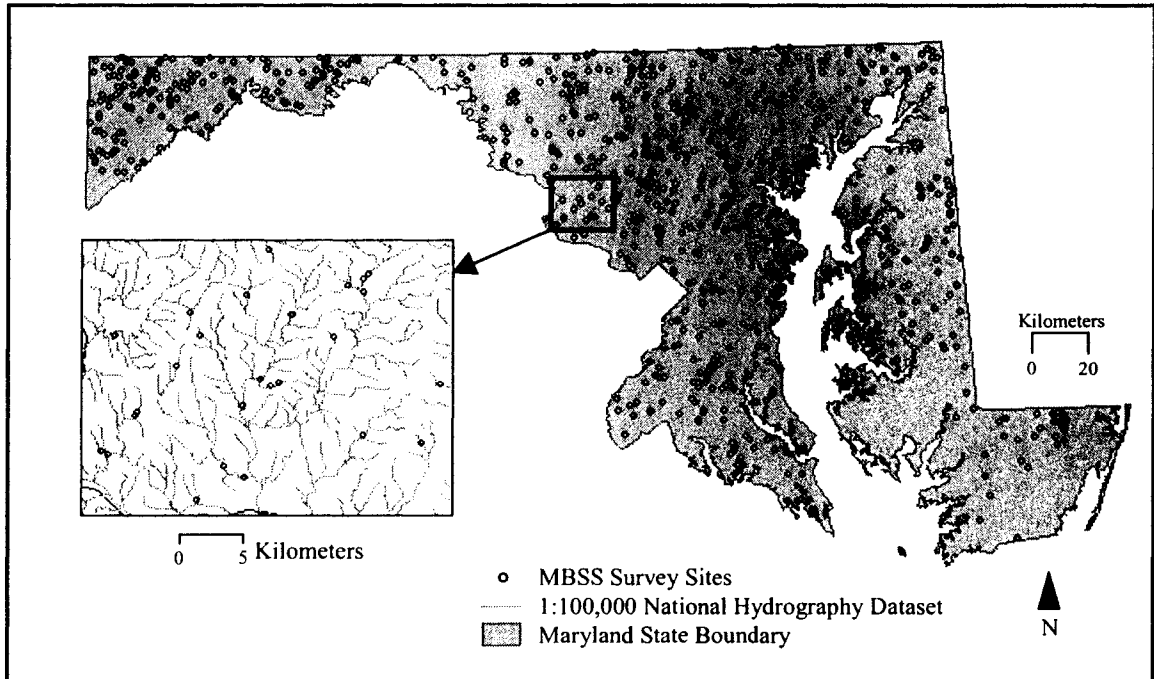 Kilometers
0 20
0 5 Kilometers
MBSS Survey Sites
1:100,000 National Hydrography Dataset
Maryland State Boundary
N